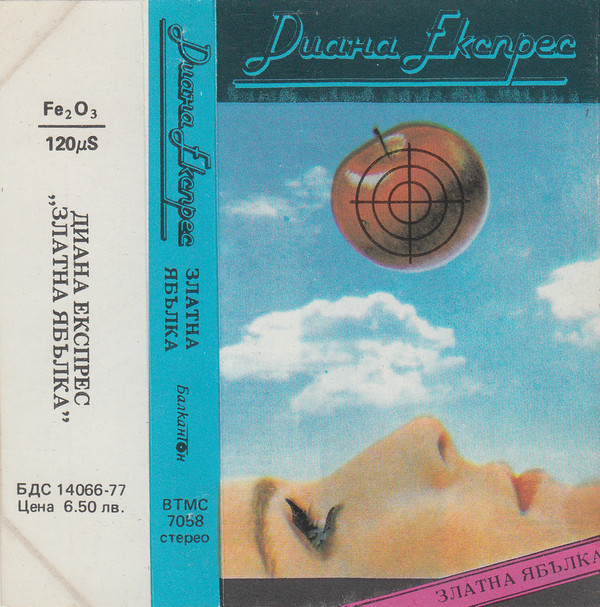 Fe₂O₃
120µS
ДИАНА ЕКСПРЕС
„ЗЛАТНА ЯБЪЛКА”
БДС 14066-77
Цена 6.50 лв.
Диана Експрес
ЗЛАТНА
ЯБЪЛКА
Балкантон
ВТМС
7058
стерео
Диана Експрес
ЗЛАТНА ЯБЪЛКА